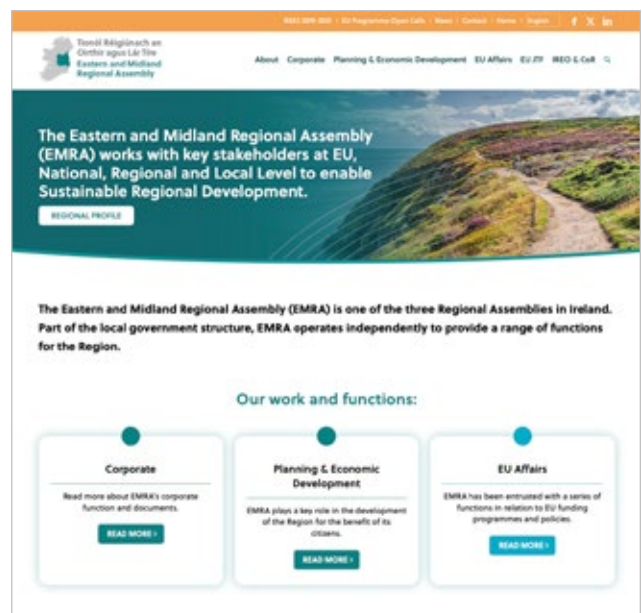 RSES 2019-2031 EU Programme Open Calls News Contact Home English f X in
Tionól Réigiúnach an
Oirthir agus Lár Tíre
Eastern and Midland
Regional Assembly
About Corporate Planning & Economic Development EU Affairs EU JTF IREO & CoR
The Eastern and Midland Regional Assembly
(EMRA) works with key stakeholders at EU,
National, Regional and Local Level to enable
Sustainable Regional Development.
REGIONAL PROFILE
The Eastern and Midland Regional Assembly (EMRA) is one of the three Regional Assemblies in Ireland.
Part of the local government structure, EMRA operates independently to provide a range of functions
for the Region.
Our work and functions:
Corporate
Read more about EMRA's corporate
function and documents.
READ MORE ›
Planning & Economic
Development
EMRA plays a key role in the development
of the Region for the benefit of its
citizens.
READ MORE ›
EU Affairs
EMRA has been entrusted with a series of
functions in relation to EU funding
programmes and policies.
READ MORE ›